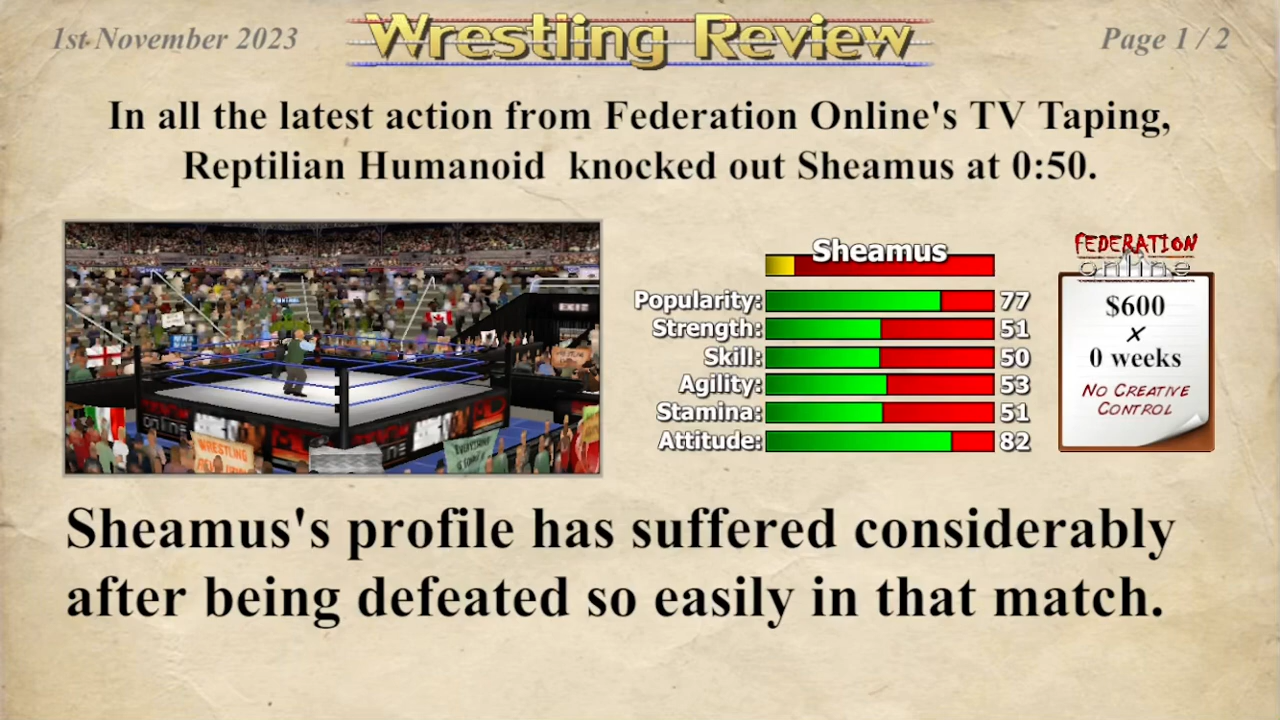 1st November 2023
Wrestling Review
Page 1 / 2
In all the latest action from Federation Online's TV Taping,
Reptilian Humanoid knocked out Sheamus at 0:50.
Sheamus
Popularity: 77
Strength: 51
Skill: 50
Agility: 53
Stamina: 51
Attitude: 82
FEDERATION
online
$600
x
0 weeks
NO CREATIVE
CONTROL
EXIT
online
WRESTLING
Sheamus's profile has suffered considerably
after being defeated so easily in that match.